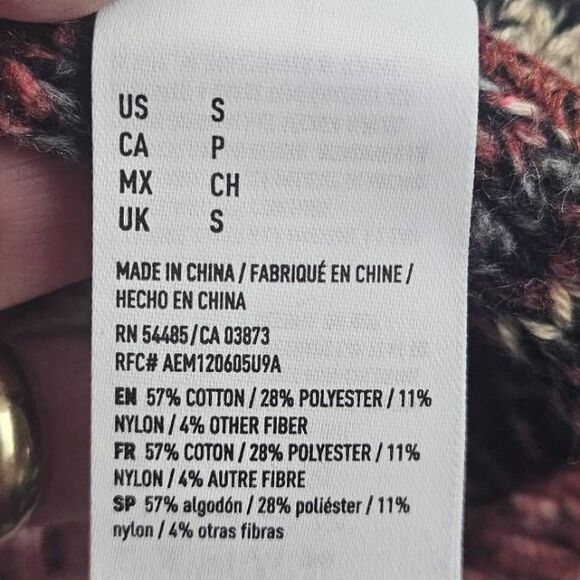 US S
CA P
MX CH
UK S
MADE IN CHINA / FABRIQUÉ EN CHINE /
HECHO EN CHINA
RN 54485/CA 03873
RFC# AEM120605U9A
EN 57% COTTON / 28% POLYESTER / 11%
NYLON / 4% OTHER FIBER
FR 57% COTON / 28% POLYESTER / 11%
NYLON / 4% AUTRE FIBRE
SP 57% algodón / 28% poliéster / 11%
nylon / 4% otras fibras